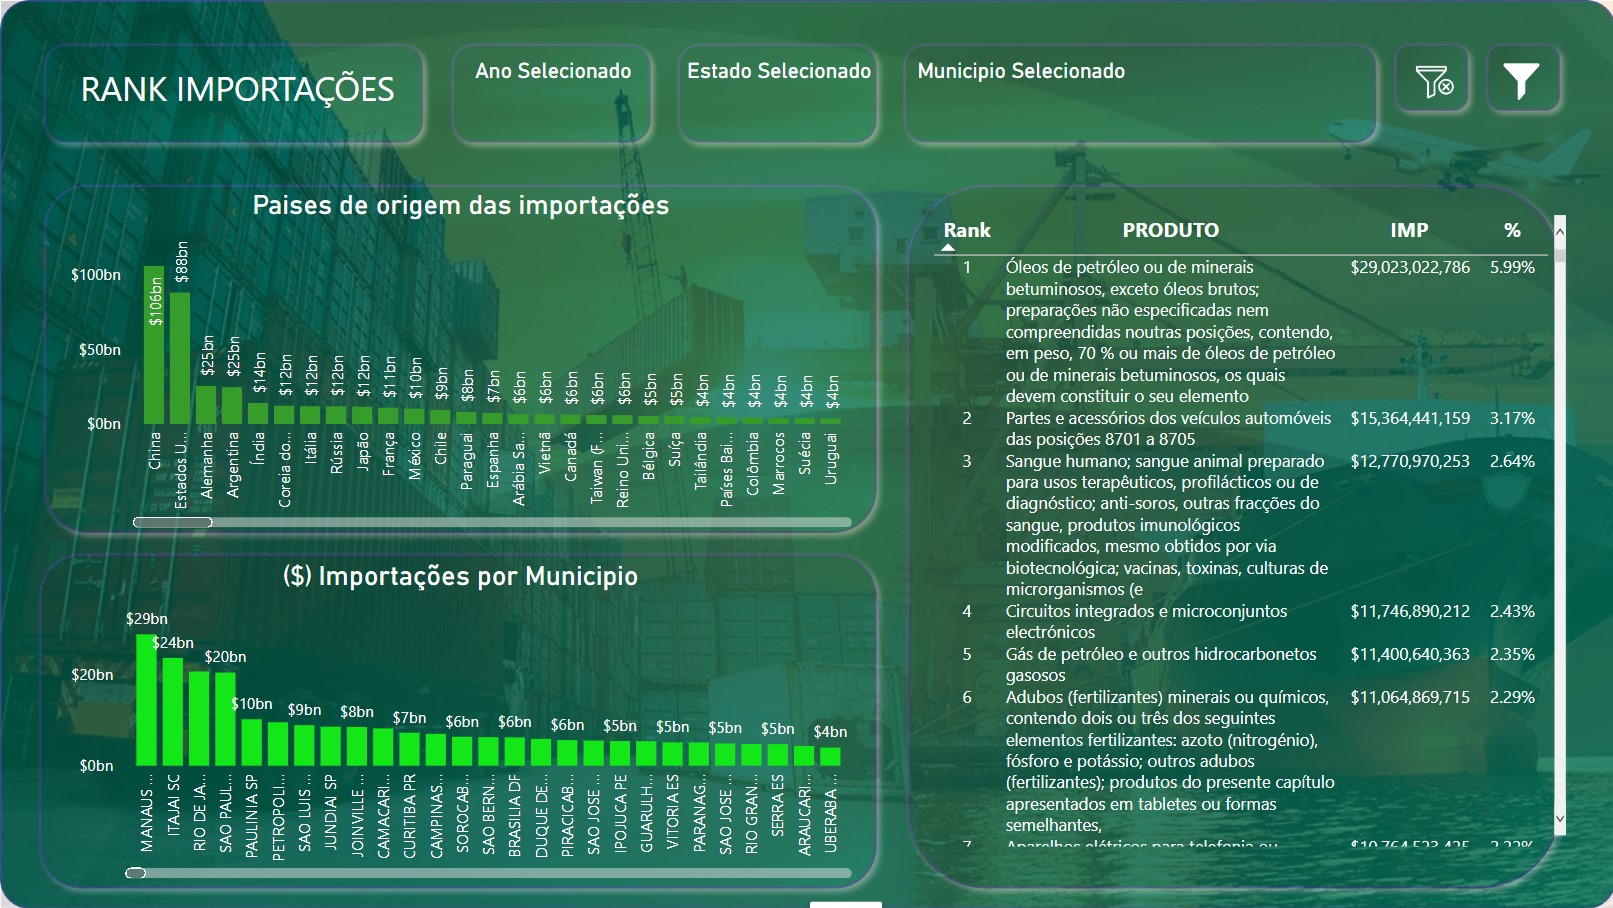 RANK IMPORTAÇÕES
Ano Selecionado
Estado Selecionado
Municipio Selecionado
Paises de origem das importações
$100bn
$50bn
$0bn
$106bn
$88bn
$25bn
$25bn
$14bn
$12bn
$12bn
$12bn
$12bn
$11bn
$10bn
$9bn
$8bn
$7bn
$6bn
$6bn
$6bn
$6bn
$6bn
$5bn
$5bn
$4bn
$4bn
$4bn
$4bn
$4bn
$4bn
China
Estados U...
Alemanha
Argentina
Índia
Coreia do...
Itália
Rússia
Japão
França
México
Chile
Paraguai
Espanha
Arábia Sa...
Vietnã
Canadá
Taiwan (F...
Reino Uni...
Bélgica
Suíça
Tailândia
Países Bai...
Colômbia
Marrocos
Suécia
Uruguai
($) Importações por Municipio
$20bn
$0bn
$29bn
$24bn
$20bn
$10bn
$9bn
$8bn
$7bn
$6bn
$6bn
$6bn
$5bn
$5bn
$5bn
$5bn
$4bn
MANAUS ...
ITAJAI SC
RIO DE JA...
SAO PAUL...
PAULINIA SP
PETROPOLI...
SAO LUIS ...
JUNDIAI SP
JOINVILLE ...
CAMACARI...
CURITIBA PR
CAMPINAS...
SOROCAB...
SAO BERN...
BRASILIA DF
DUQUE DE...
PIRACICAB...
SAO JOSE ...
IPOJUCA PE
GUARULH...
VITORIA ES
PARANAG...
SAO JOSE ...
RIO GRAN...
SERRA ES
ARAUCARI...
UBERABA ...
Rank PRODUTO IMP %
1 Óleos de petróleo ou de minerais $29,023,022,786 5.99%
betuminosos, exceto óleos brutos;
preparações não especificadas nem
compreendidas noutras posições, contendo,
em peso, 70 % ou mais de óleos de petróleo
ou de minerais betuminosos, os quais
devem constituir o seu elemento
2 Partes e acessórios dos veículos automóveis $15,364,441,159 3.17%
das posições 8701 a 8705
3 Sangue humano; sangue animal preparado $12,770,970,253 2.64%
para usos terapêuticos, profilácticos ou de
diagnóstico; anti-soros, outras fracções do
sangue, produtos imunológicos
modificados, mesmo obtidos por via
biotecnológica; vacinas, toxinas, culturas de
microrganismos (e
4 Circuitos integrados e microconjuntos $11,746,890,212 2.43%
electrónicos
5 Gás de petróleo e outros hidrocarbonetos $11,400,640,363 2.35%
gasosos
6 Adubos (fertilizantes) minerais ou químicos, $11,064,869,715 2.29%
contendo dois ou três dos seguintes
elementos fertilizantes: azoto (nitrogénio),
fósforo e potássio; outros adubos
(fertilizantes); produtos do presente capítulo
apresentados em tabletes ou formas
semelhantes,